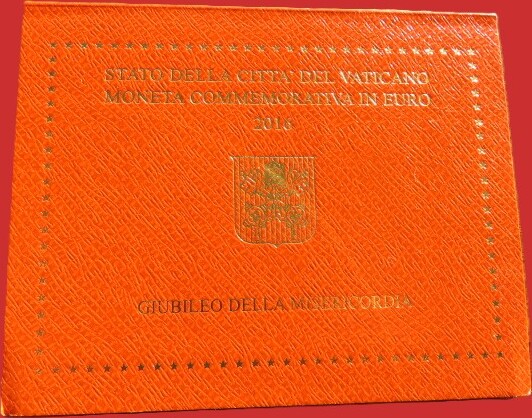 STATO DELLA CITTA' DEL VATICANO
MONETA COMMEMORATIVA IN EURO
2016
GIUBILEO DELLA MISERICORDIA